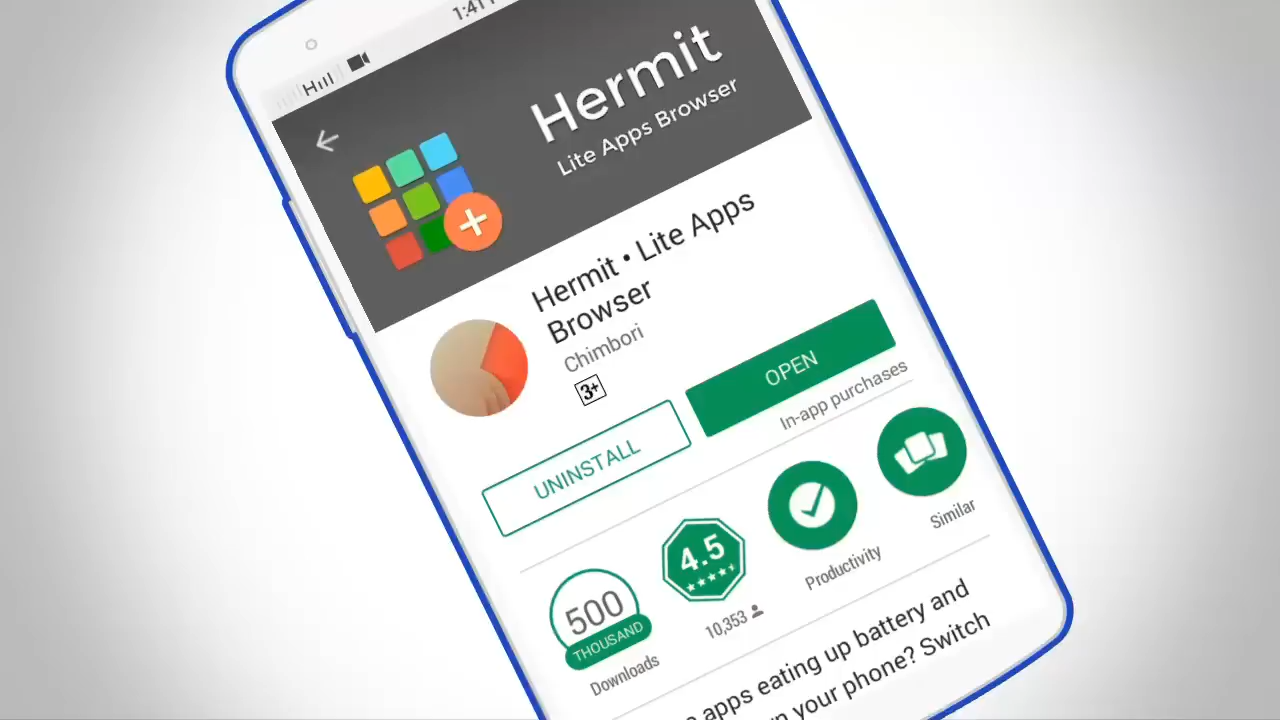 1:41
Hermit
Lite Apps Browser
Hermit • Lite Apps
Browser
Chimbori
3+
UNINSTALL
OPEN
In-app purchases
500
THOUSAND
Downloads
4.5
10,353
Productivity
Similar
apps eating up battery and
your phone? Switch